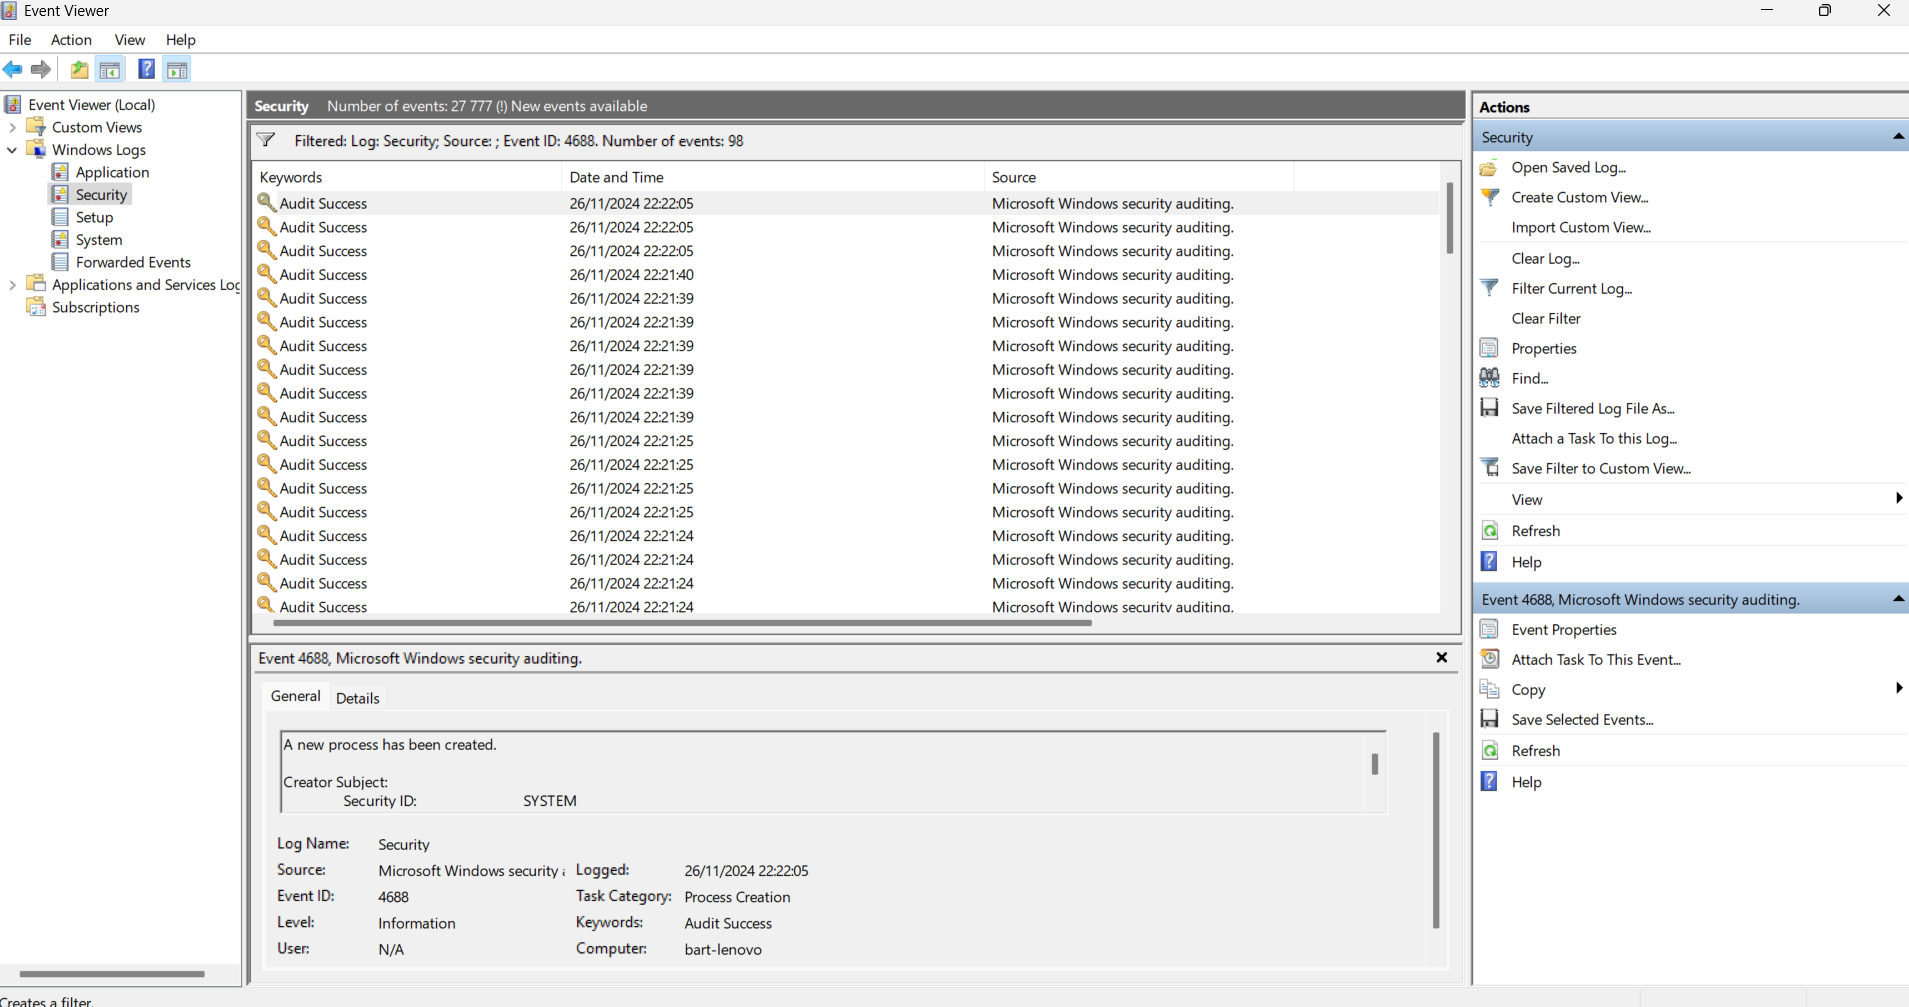 Event Viewer
File Action View Help
Event Viewer (Local)
Custom Views
Windows Logs
Application
Security
Setup
System
Forwarded Events
Applications and Services Log
Subscriptions
Security Number of events: 27 777 (!) New events available
Filtered: Log: Security; Source: ; Event ID: 4688. Number of events: 98
Keywords Date and Time Source
Audit Success 26/11/2024 22:22:05 Microsoft Windows security auditing.
Audit Success 26/11/2024 22:22:05 Microsoft Windows security auditing.
Audit Success 26/11/2024 22:22:05 Microsoft Windows security auditing.
Audit Success 26/11/2024 22:21:40 Microsoft Windows security auditing.
Audit Success 26/11/2024 22:21:39 Microsoft Windows security auditing.
Audit Success 26/11/2024 22:21:39 Microsoft Windows security auditing.
Audit Success 26/11/2024 22:21:39 Microsoft Windows security auditing.
Audit Success 26/11/2024 22:21:39 Microsoft Windows security auditing.
Audit Success 26/11/2024 22:21:39 Microsoft Windows security auditing.
Audit Success 26/11/2024 22:21:39 Microsoft Windows security auditing.
Audit Success 26/11/2024 22:21:25 Microsoft Windows security auditing.
Audit Success 26/11/2024 22:21:25 Microsoft Windows security auditing.
Audit Success 26/11/2024 22:21:25 Microsoft Windows security auditing.
Audit Success 26/11/2024 22:21:25 Microsoft Windows security auditing.
Audit Success 26/11/2024 22:21:24 Microsoft Windows security auditing.
Audit Success 26/11/2024 22:21:24 Microsoft Windows security auditing.
Audit Success 26/11/2024 22:21:24 Microsoft Windows security auditing.
Audit Success 26/11/2024 22:21:24 Microsoft Windows security auditing.
Event 4688, Microsoft Windows security auditing.
General Details
A new process has been created.
Creator Subject:
Security ID: SYSTEM
Log Name: Security
Source: Microsoft Windows security Logged: 26/11/2024 22:22:05
Event ID: 4688 Task Category: Process Creation
Level: Information Keywords: Audit Success
User: N/A Computer: bart-lenovo
Actions
Security
Open Saved Log...
Create Custom View...
Import Custom View...
Clear Log...
Filter Current Log...
Clear Filter
Properties
Find...
Save Filtered Log File As...
Attach a Task To this Log...
Save Filter to Custom View...
View
Refresh
Help
Event 4688, Microsoft Windows security auditing.
Event Properties
Attach Task To This Event...
Copy
Save Selected Events...
Refresh
Help
Creates a filter.